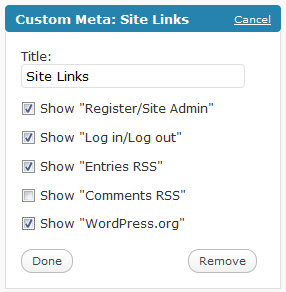 Custom Meta: Site Links Cancel
Title:
Site Links
Show "Register/Site Admin"
Show "Log in/Log out"
Show "Entries RSS"
Show "Comments RSS"
Show "WordPress.org"
Done Remove